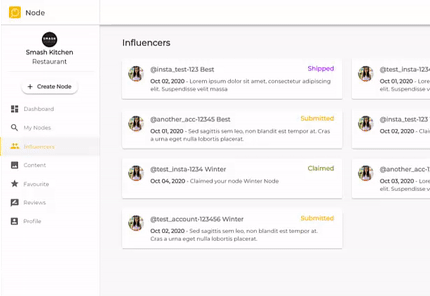 Node
SMASH
Smash Kitchen
Restaurant
+ Create Node
Dashboard
My Nodes
Influencers
Content
Favourite
Reviews
Profile
Influencers
@insta_test-123 Best
Shipped
Oct 02, 2020 - Lorem ipsum dolor sit amet, consectetur adipiscing
elit. Suspendisse velit massa
@another_acc-12345 Best
Submitted
Oct 01, 2020 - Sed sagittis sem leo, non blandit est tempor at. Cras
a urna eget nulla lobortis placerat.
@test_insta-1234 Winter
Claimed
Oct 04, 2020 - Claimed your node Winter Node
@test_account-123456 Winter
Submitted
Oct 02, 2020 - Sed sagittis sem leo, non blandit est tempor at.
Cras a urna eget nulla lobortis placerat.
@test_insta-1234
Oct 01, 2020 - L
elit. Suspendisse v
@insta_test-123
Oct 02, 2020 - Clai
@another_acc-1
Oct 03, 2020 - L
elit. Suspendisse v